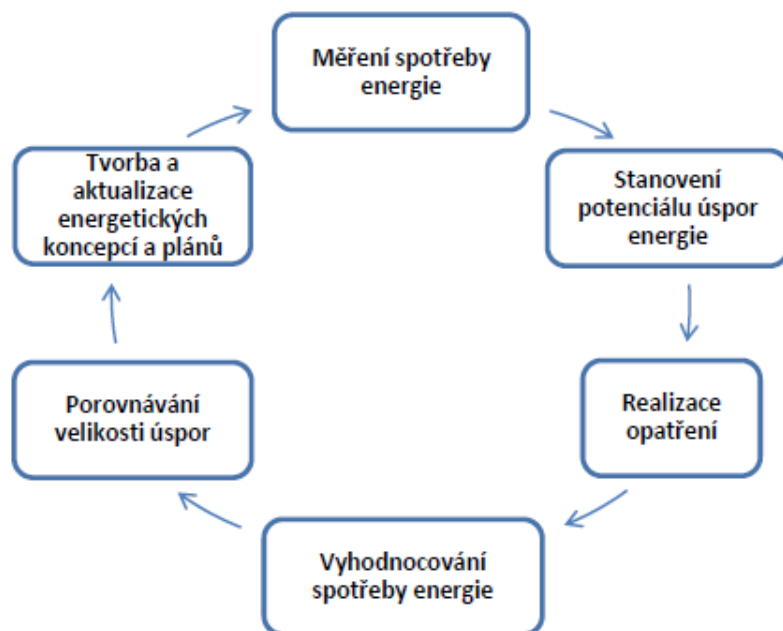 Měření spotřeby
energie
Stanovení
potenciálu úspor
energie
Realizace
opatření
Vyhodnocování
spotřeby energie
Porovnávání
velikosti úspor
Tvorba a
aktualizace
energetických
koncepcí a plánů